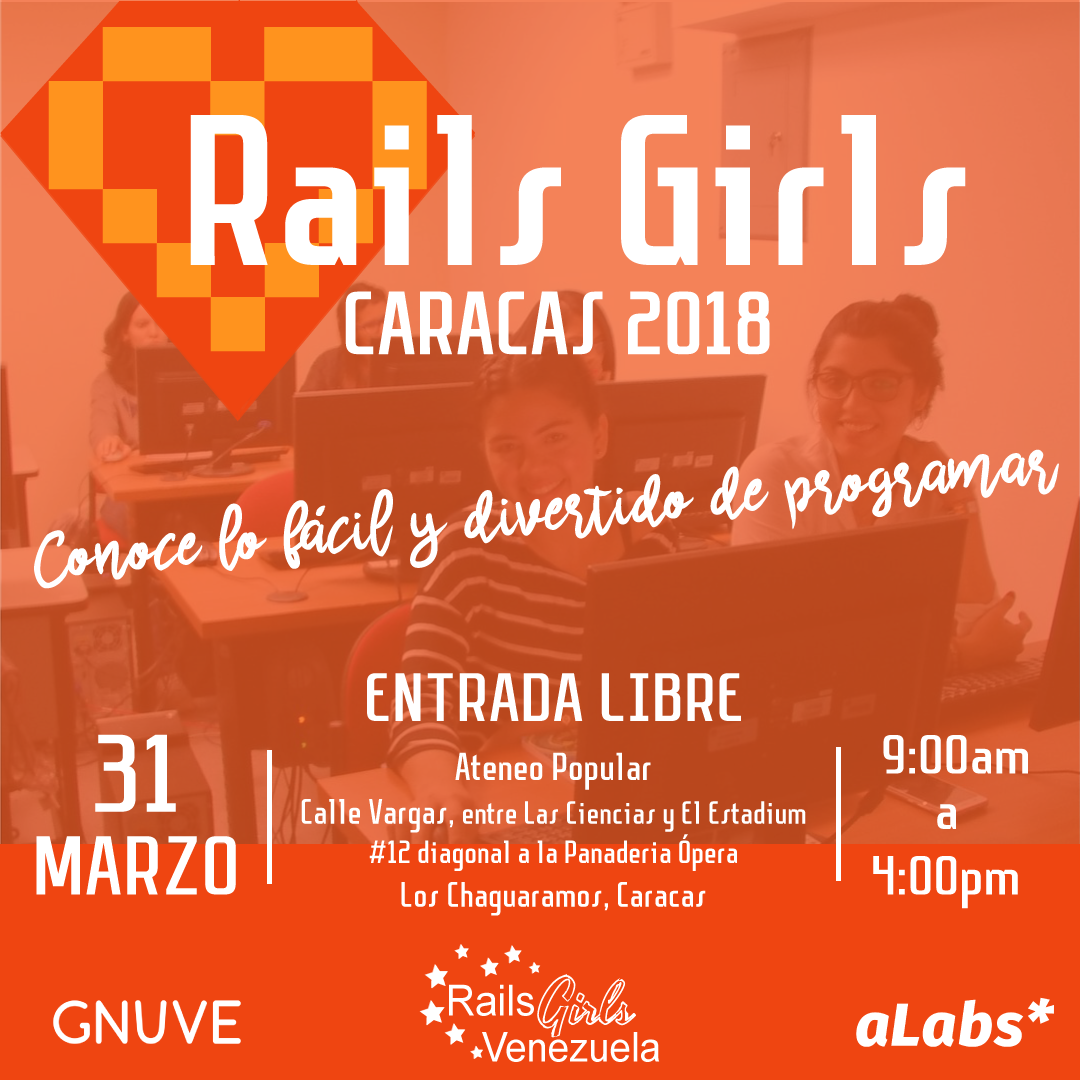 Rails Girls
CARACAS 2018
Conoce lo fácil y divertido de programar
ENTRADA LIBRE
31
MARZO
Ateneo Popular
Calle Vargas, entre Las Ciencias y El Estadium
#12 diagonal a la Panaderia Ópera
Los Chaguaramos, Caracas
9:00am
a
4:00pm
GNUVE
Rails Girls
Venezuela
aLabs*